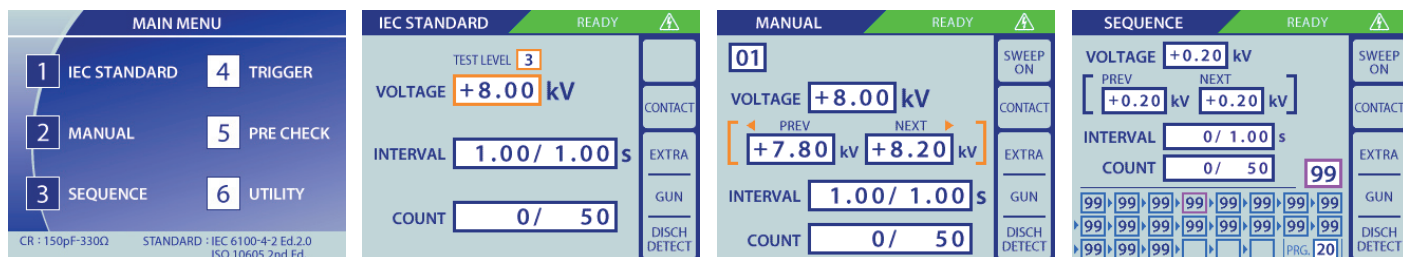 MAIN MENU
1 IEC STANDARD 4 TRIGGER
2 MANUAL 5 PRE CHECK
3 SEQUENCE 6 UTILITY
CR : 150pF-330Ω STANDARD : IEC 6100-4-2 Ed.2.0
ISO 10605 2nd Ed
IEC STANDARD READY
TEST LEVEL 3
VOLTAGE +8.00 kV
INTERVAL 1.00/ 1.00 s
COUNT 0/ 50
CONTACT
EXTRA
GUN
DISCH
DETECT
MANUAL READY
01
VOLTAGE +8.00 kV
PREV NEXT
+7.80 kV +8.20 kV
INTERVAL 1.00/ 1.00 s
COUNT 0/ 50
SWEEP
ON
CONTACT
EXTRA
GUN
DISCH
DETECT
SEQUENCE READY
VOLTAGE +0.20 kV
PREV NEXT
+0.20 kV +0.20 kV
INTERVAL 0/ 1.00 s
COUNT 0/ 50
99
99 99 99 99 99 99 99 99
99 99 99 99 99 99 99 99
99 99 99 PRG. 20
SWEEP
ON
CONTACT
EXTRA
GUN
DISCH
DETECT